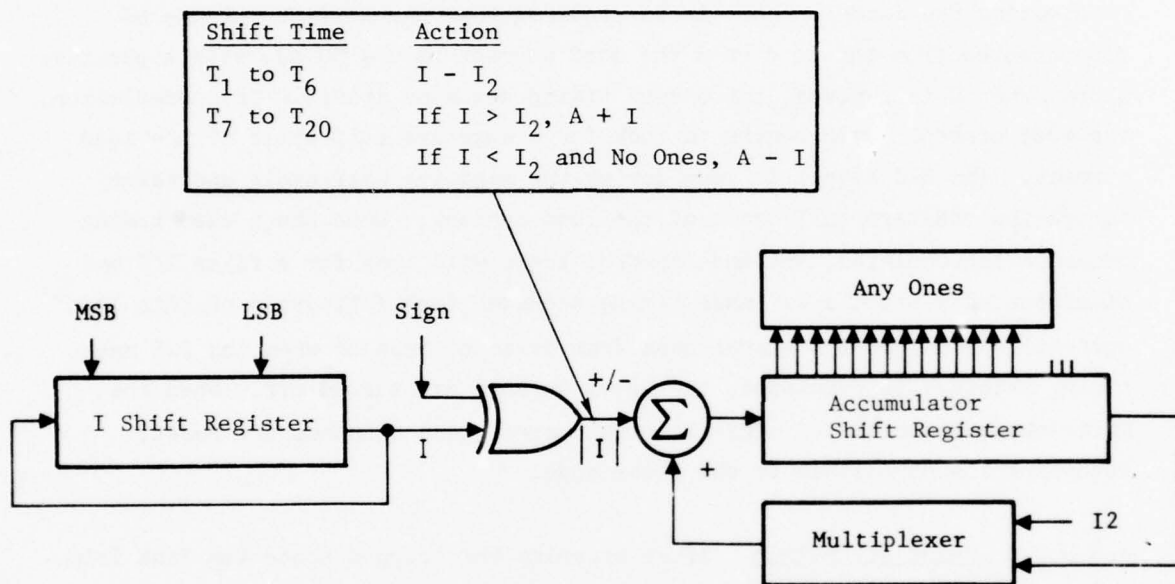 Shift Time Action
T1 to T6 I - I2
T7 to T20 If I > I2, A + I
If I < I2 and No Ones, A - I
Any Ones
MSB LSB Sign
+/-
I Shift Register
I
|I|
Σ
+
Accumulator
Shift Register
Multiplexer
I2